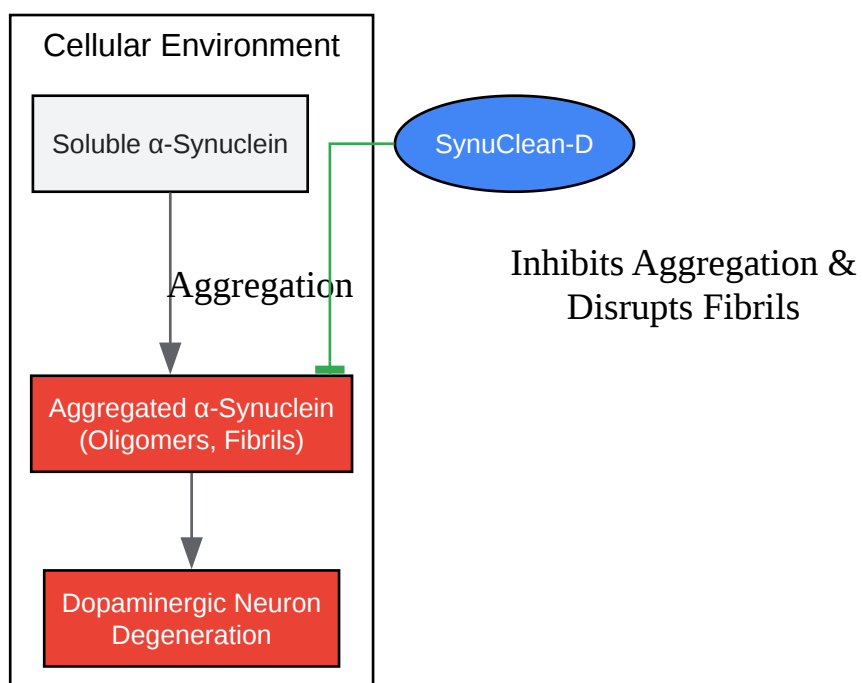 Cellular Environment
Soluble α-Synuclein
SynuClean-D
Aggregation
Inhibits Aggregation &
Disrupts Fibrils
Aggregated α-Synuclein
(Oligomers, Fibrils)
Dopaminergic Neuron
Degeneration